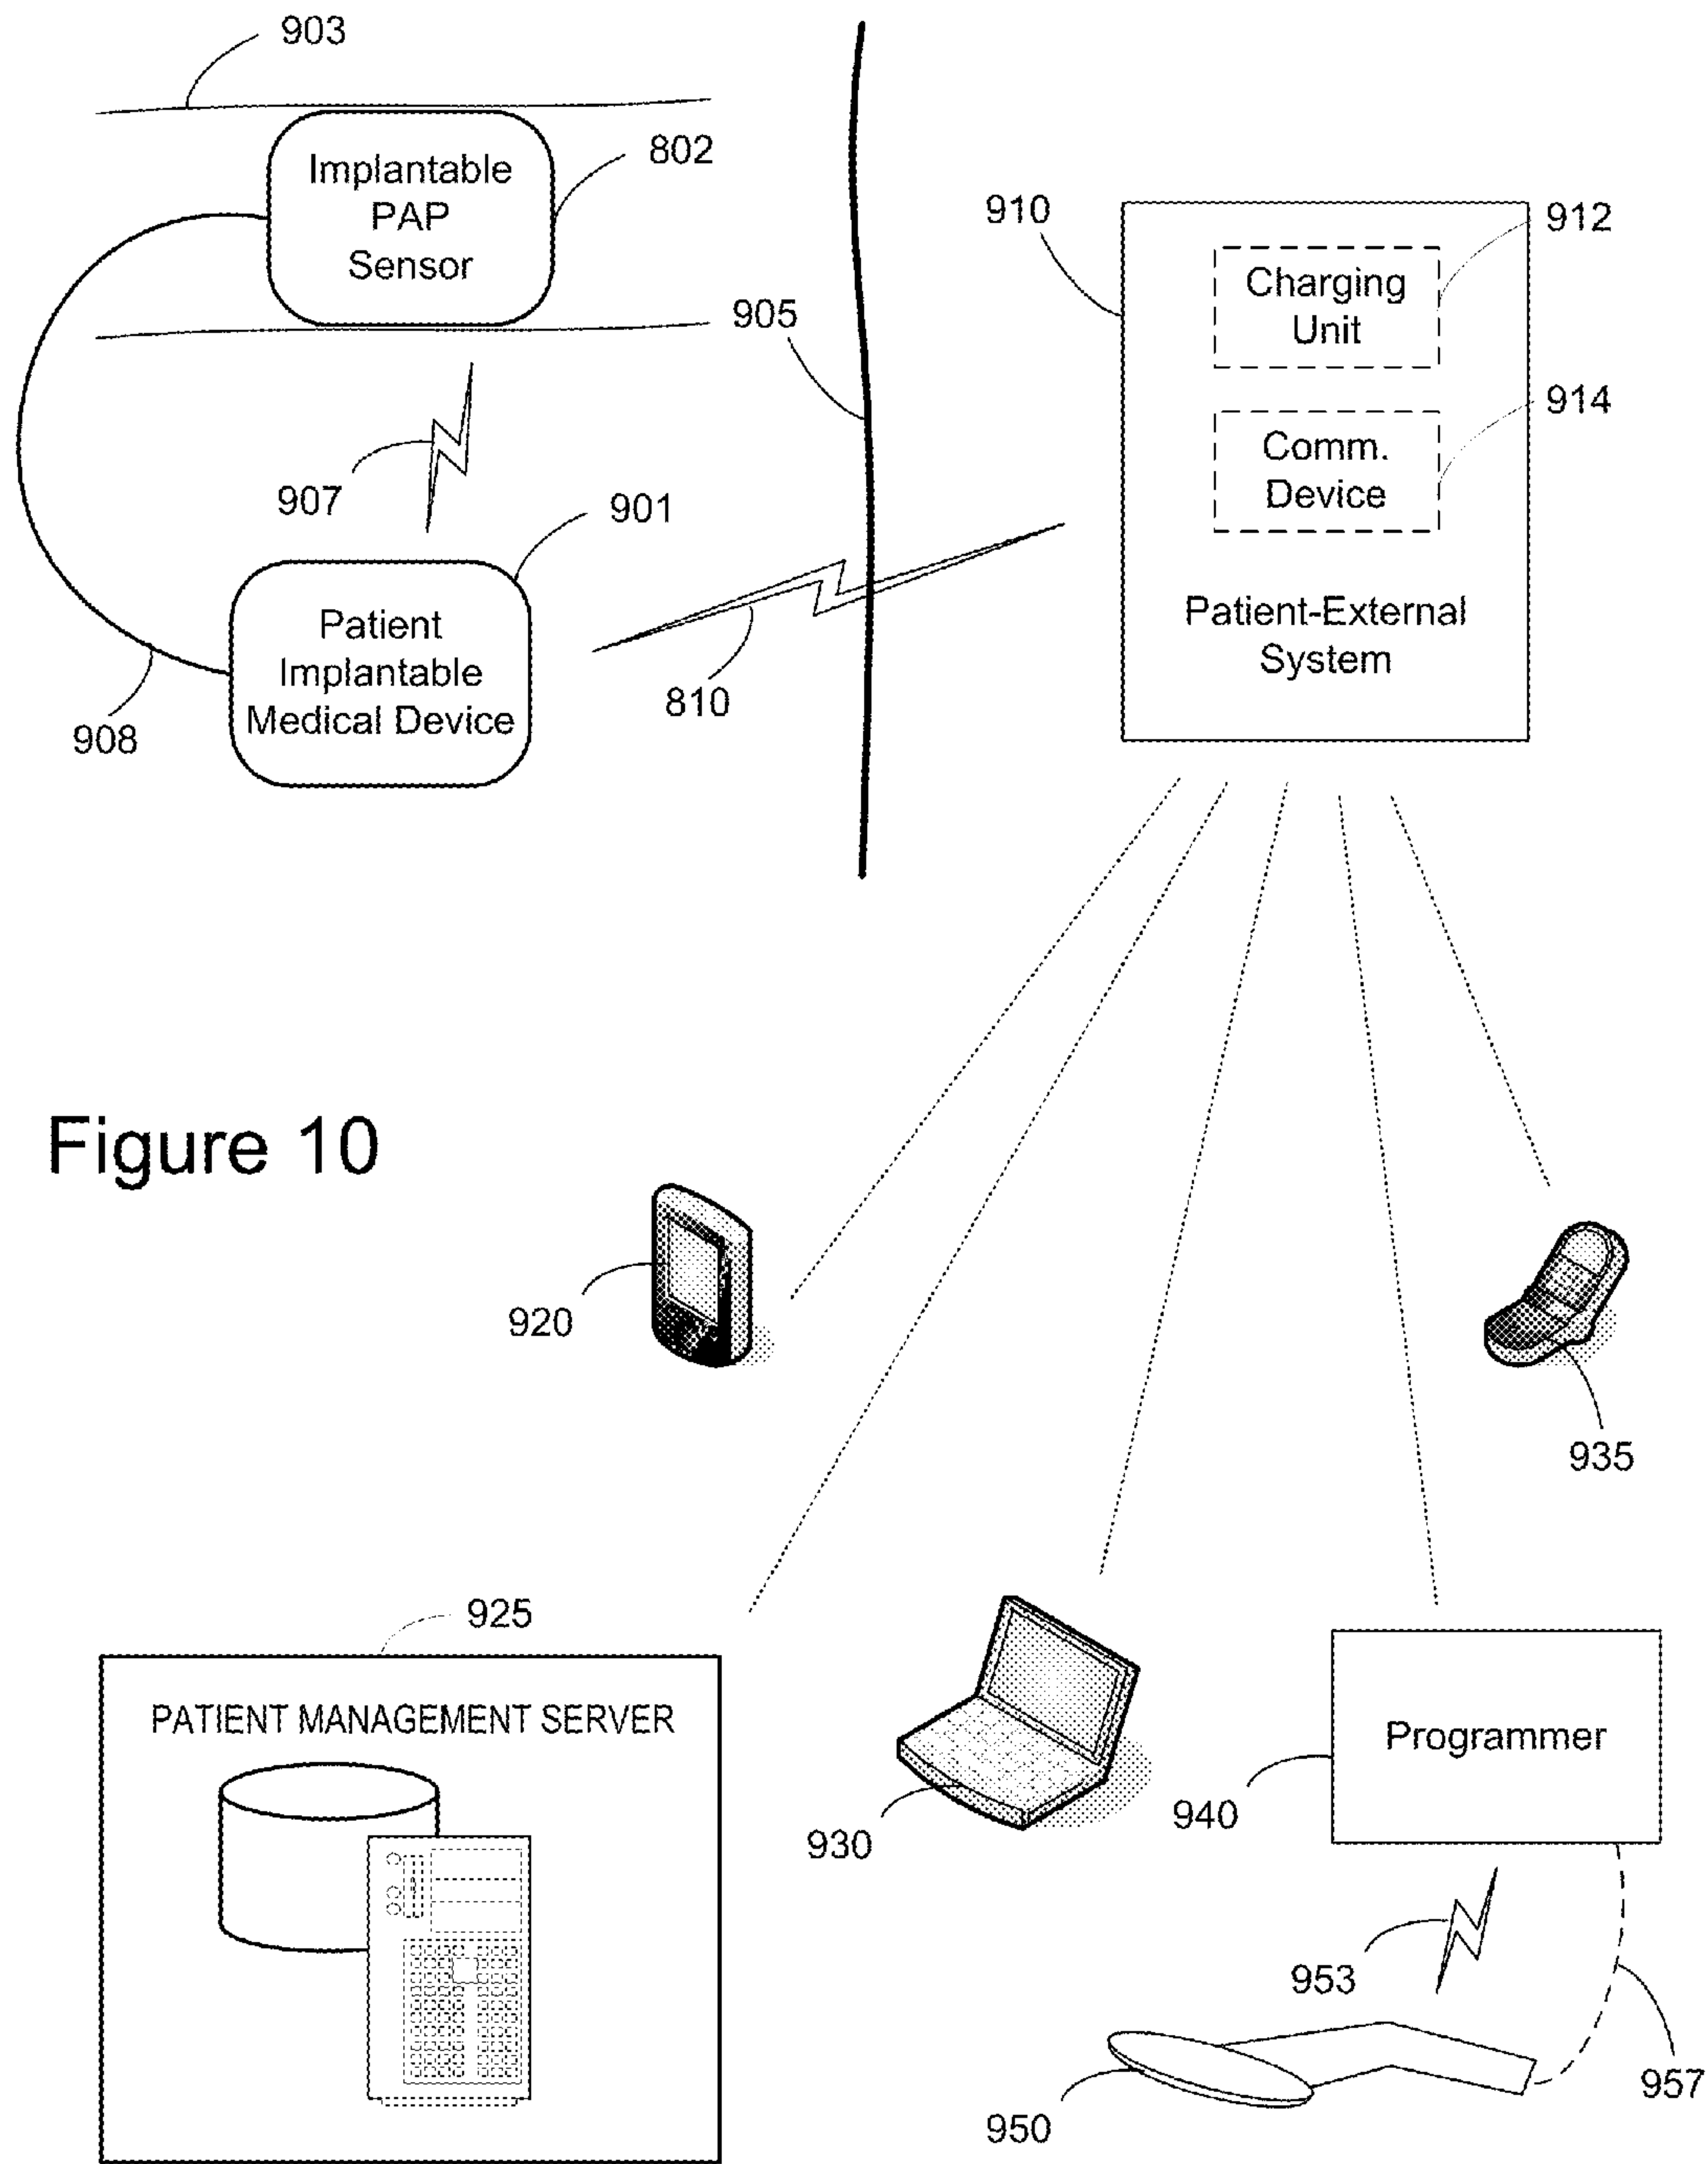 903
Implantable
PAP
Sensor
802
910
912
Charging
Unit
905
914
Comm.
Device
907
901
Patient
Implantable
Medical Device
Patient-External
System
810
908
Figure 10
920
935
925
PATIENT MANAGEMENT SERVER
Programmer
930
940
953
957
950